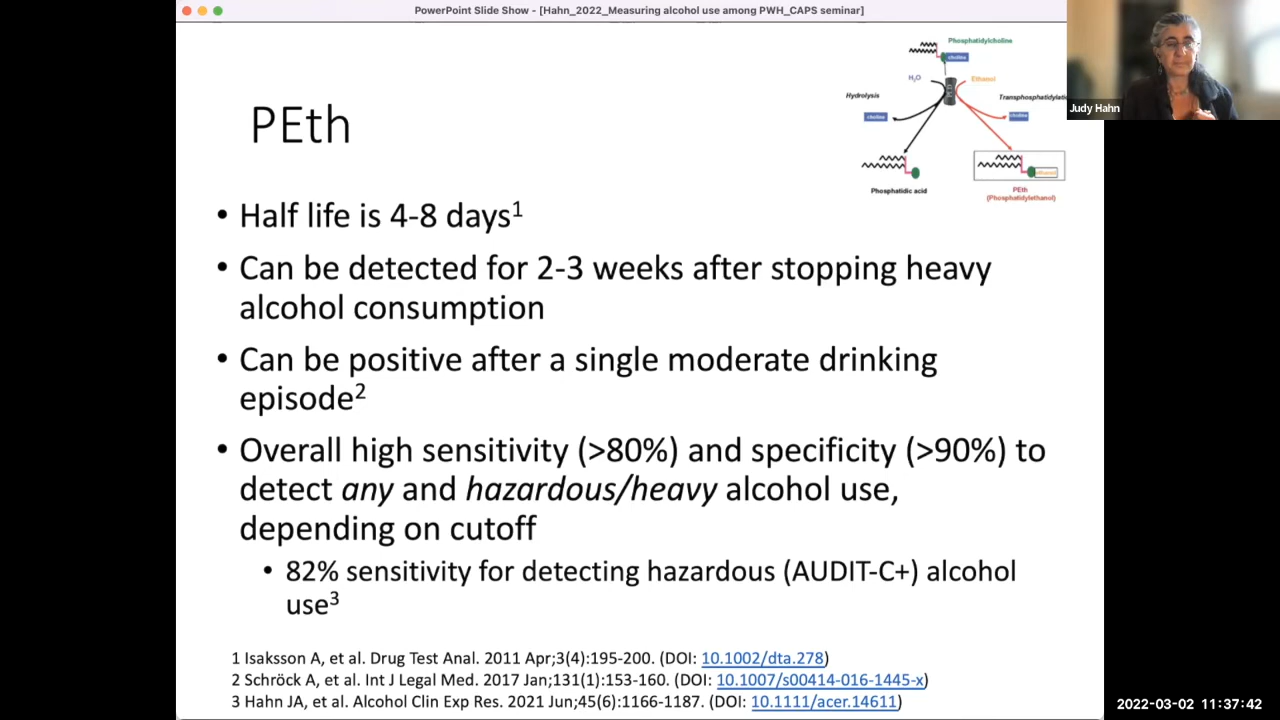 PowerPoint Slide Show - [Hahn_2022_Measuring alcohol use among PWH_CAPS seminar]
Phosphatidylcholine
choline
H₂O
Ethanol
Hydrolysis
Transphosphatidylatio
choline
choline
ethanol
Phosphatidic acid
PEth
(Phosphatidylethanol)
Judy Hahn
PEth
• Half life is 4-8 days¹
• Can be detected for 2-3 weeks after stopping heavy
alcohol consumption
• Can be positive after a single moderate drinking
episode²
• Overall high sensitivity (>80%) and specificity (>90%) to
detect any and hazardous/heavy alcohol use,
depending on cutoff
• 82% sensitivity for detecting hazardous (AUDIT-C+) alcohol
use³
1 Isaksson A, et al. Drug Test Anal. 2011 Apr;3(4):195-200. (DOI: 10.1002/dta.278)
2 Schröck A, et al. Int J Legal Med. 2017 Jan;131(1):153-160. (DOI: 10.1007/s00414-016-1445-x)
3 Hahn JA, et al. Alcohol Clin Exp Res. 2021 Jun;45(6):1166-1187. (DOI: 10.1111/acer.14611)
2022-03-02 11:37:42